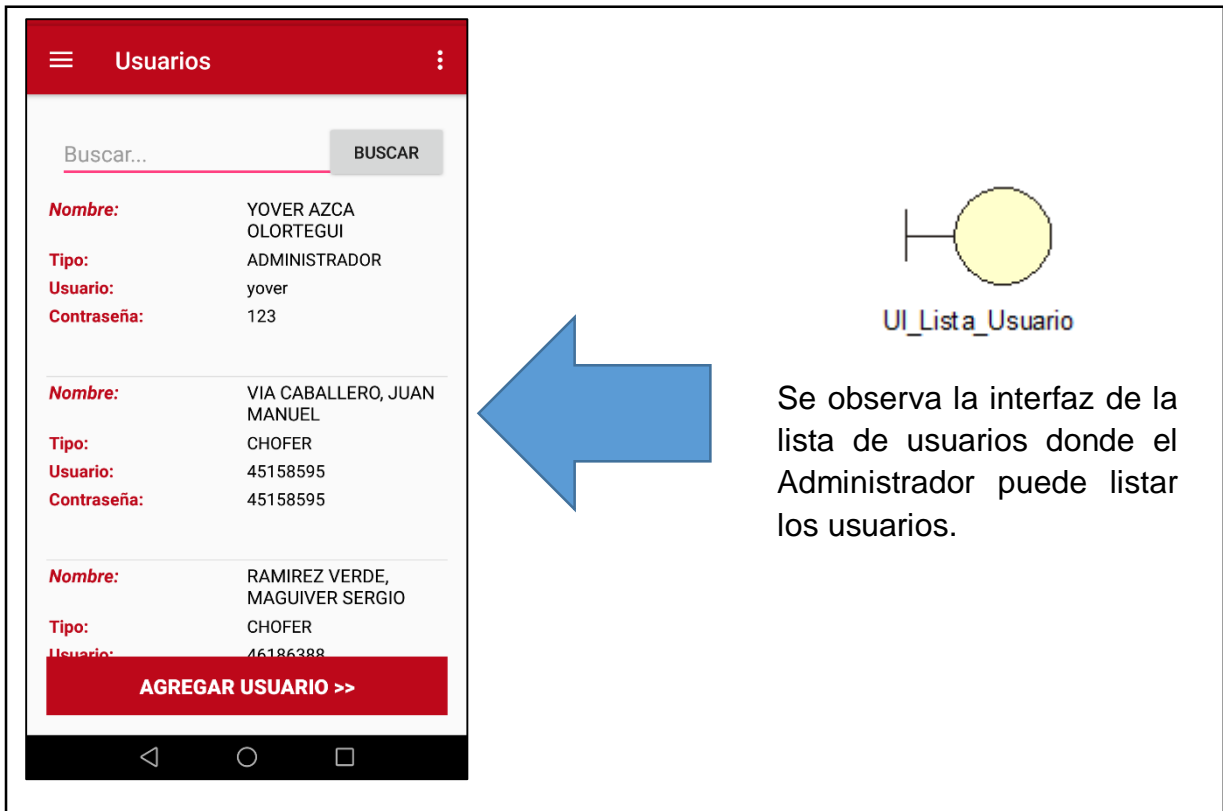 Usuarios
Buscar...
BUSCAR
Nombre: YOVER AZCA
OLORTEGUI
Tipo: ADMINISTRADOR
Usuario: yover
Contraseña: 123
Nombre: VIA CABALLERO, JUAN
MANUEL
Tipo: CHOFER
Usuario: 45158595
Contraseña: 45158595
Nombre: RAMIREZ VERDE,
MAGUIVER SERGIO
Tipo: CHOFER
Usuario: 46186388
AGREGAR USUARIO >>
UI_Lista_Usuario
Se observa la interfaz de la
lista de usuarios donde el
Administrador puede listar
los usuarios.